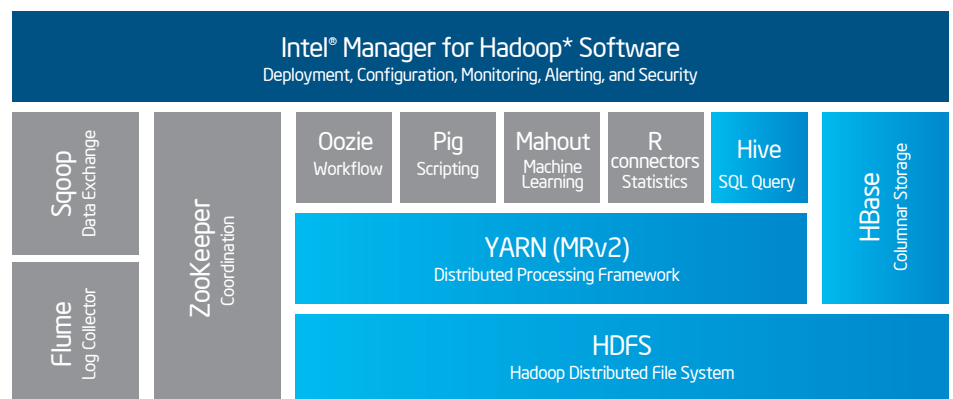 Intel® Manager for Hadoop* Software
Deployment, Configuration, Monitoring, Alerting, and Security
Sqoop
Data Exchange
Flume
Log Collector
ZooKeeper
Coordination
Oozie
Workflow
Pig
Scripting
Mahout
Machine
Learning
R
connectors
Statistics
Hive
SQL Query
HBase
Columnar Storage
YARN (MRv2)
Distributed Processing Framework
HDFS
Hadoop Distributed File System